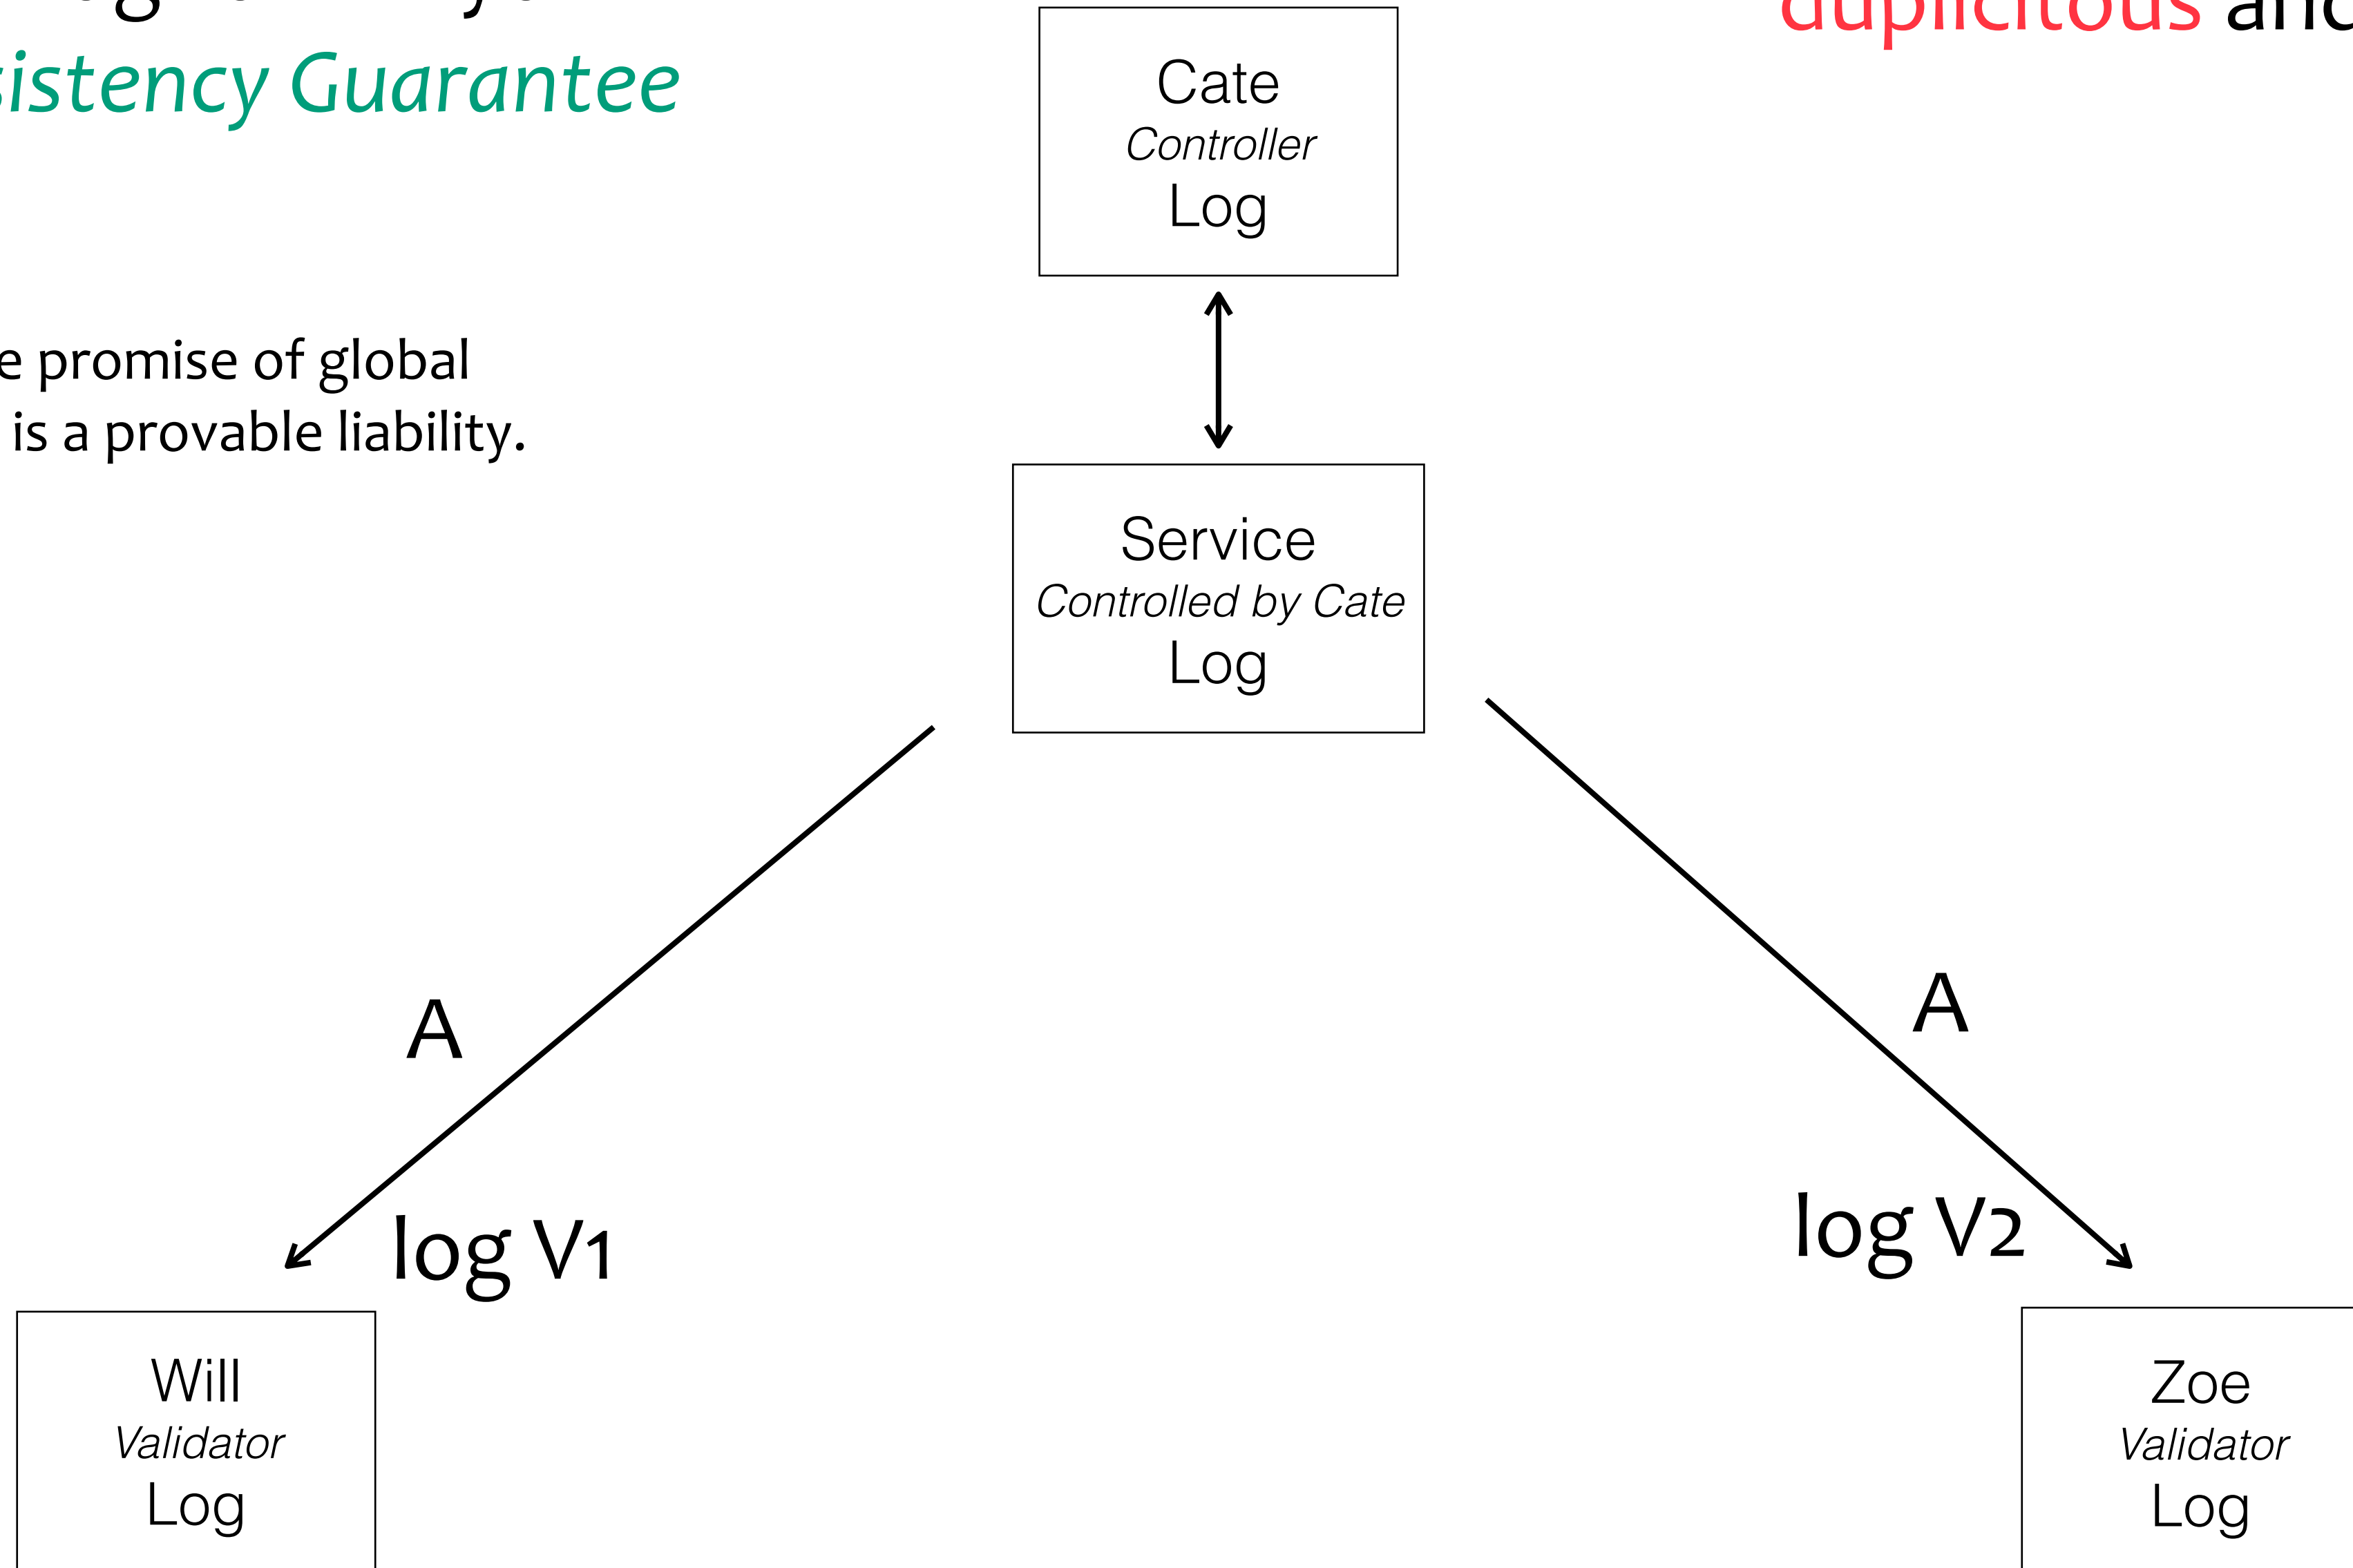 sistency Guarantee
duplicitous and
promise of global
is a provable liability.
Cate
Controller
Log
Service
Controlled by Cate
Log
A
A
log V1
log V2
Will
Validator
Log
Zoe
Validator
Log